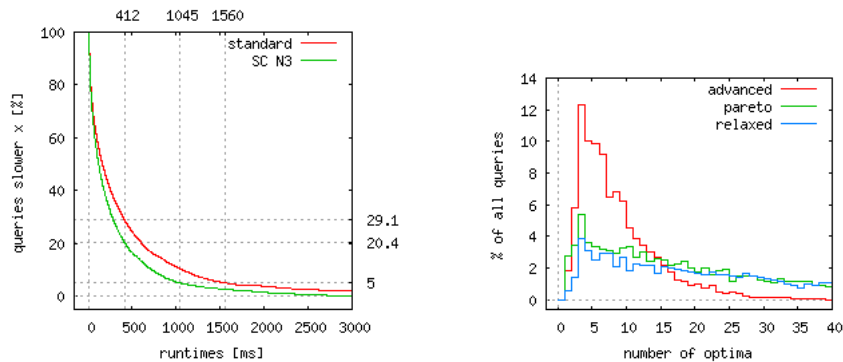 412 1045 1560
100
80
60
40
20
0
queries slower x [%]
standard
SC N3
29.1
20.4
5
0 500 1000 1500 2000 2500 3000
runtimes [ms]
14
12
10
8
6
4
2
0
% of all queries
advanced
pareto
relaxed
0 5 10 15 20 25 30 35 40
number of optima